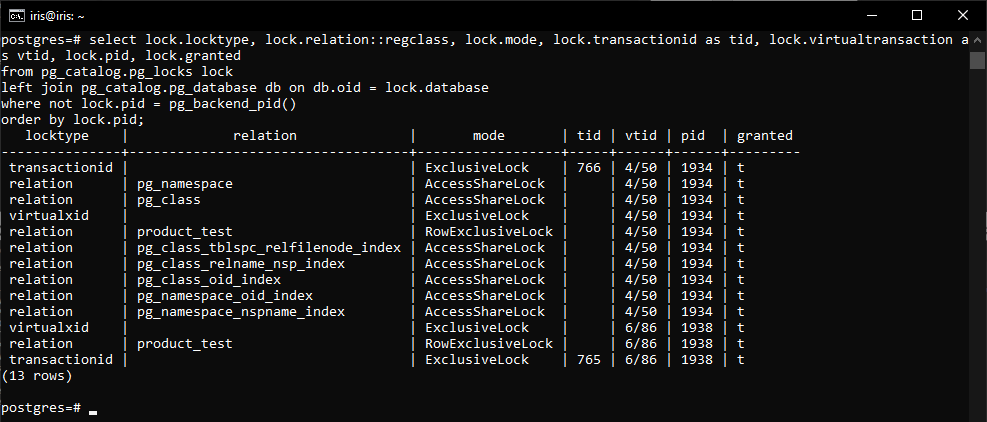 iris@iris: ~
postgres=# select lock.locktype, lock.relation::regclass, lock.mode, lock.transactionid as tid, lock.virtualtransaction a
s vtid, lock.pid, lock.granted
from pg_catalog.pg_locks lock
left join pg_catalog.pg_database db on db.oid = lock.database
where not lock.pid = pg_backend_pid()
order by lock.pid;
   locktype    |             relation              |       mode       | tid | vtid | pid  | granted
---------------+-----------------------------------+------------------+-----+------+------+---------
 transactionid |                                   | ExclusiveLock    | 766 | 4/50 | 1934 | t
 relation      | pg_namespace                      | AccessShareLock  |     | 4/50 | 1934 | t
 relation      | pg_class                          | AccessShareLock  |     | 4/50 | 1934 | t
 virtualxid    |                                   | ExclusiveLock    |     | 4/50 | 1934 | t
 relation      | product_test                      | RowExclusiveLock |     | 4/50 | 1934 | t
 relation      | pg_class_tblspc_relfilenode_index | AccessShareLock  |     | 4/50 | 1934 | t
 relation      | pg_class_relname_nsp_index        | AccessShareLock  |     | 4/50 | 1934 | t
 relation      | pg_class_oid_index                | AccessShareLock  |     | 4/50 | 1934 | t
 relation      | pg_namespace_oid_index            | AccessShareLock  |     | 4/50 | 1934 | t
 relation      | pg_namespace_nspname_index        | AccessShareLock  |     | 4/50 | 1934 | t
 virtualxid    |                                   | ExclusiveLock    |     | 6/86 | 1938 | t
 relation      | product_test                      | RowExclusiveLock |     | 6/86 | 1938 | t
 transactionid |                                   | ExclusiveLock    | 765 | 6/86 | 1938 | t
(13 rows)
postgres=#